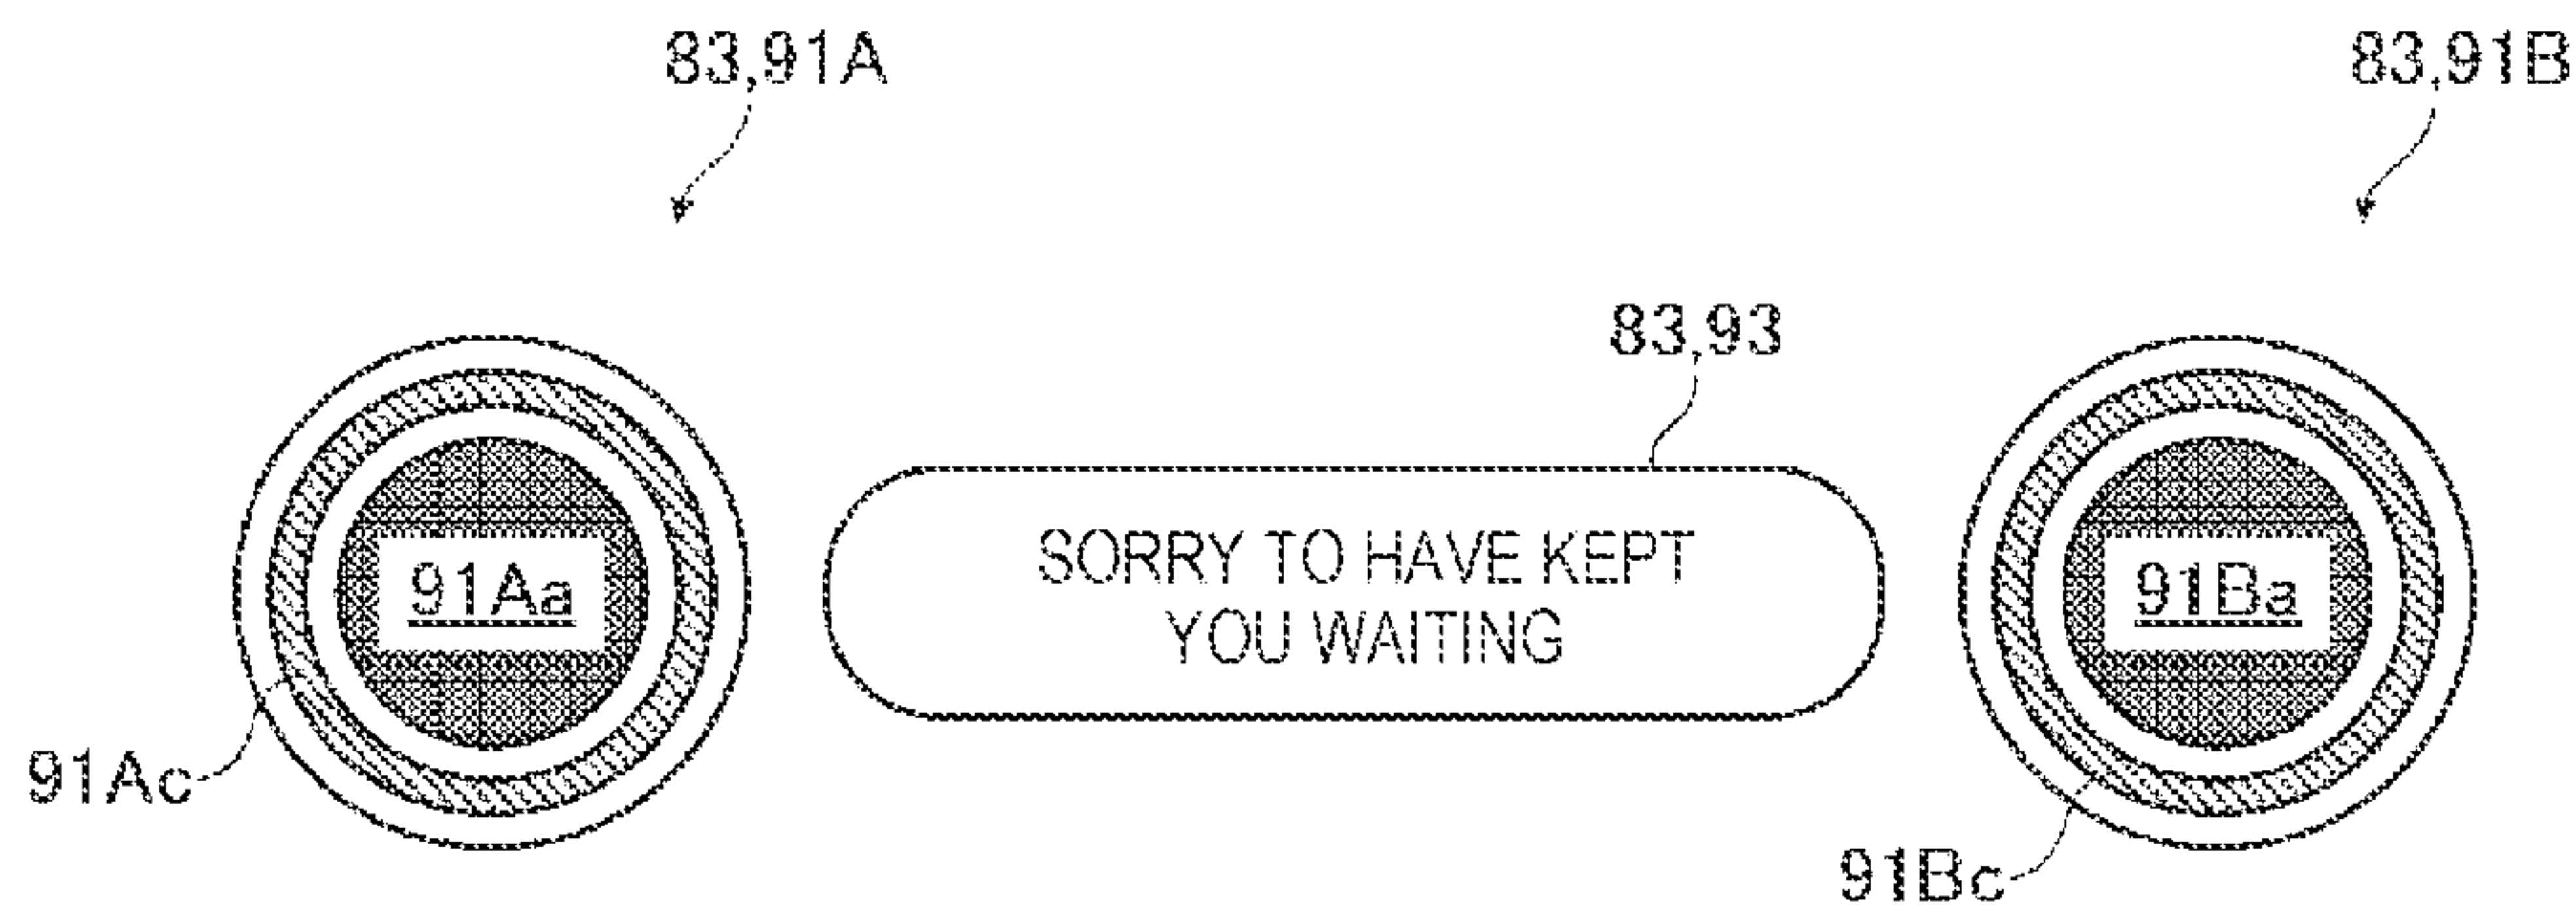 83,91A
83,91B
83,93
91Aa
SORRY TO HAVE KEPT
YOU WAITING
91Ba
91Ac
91Bc